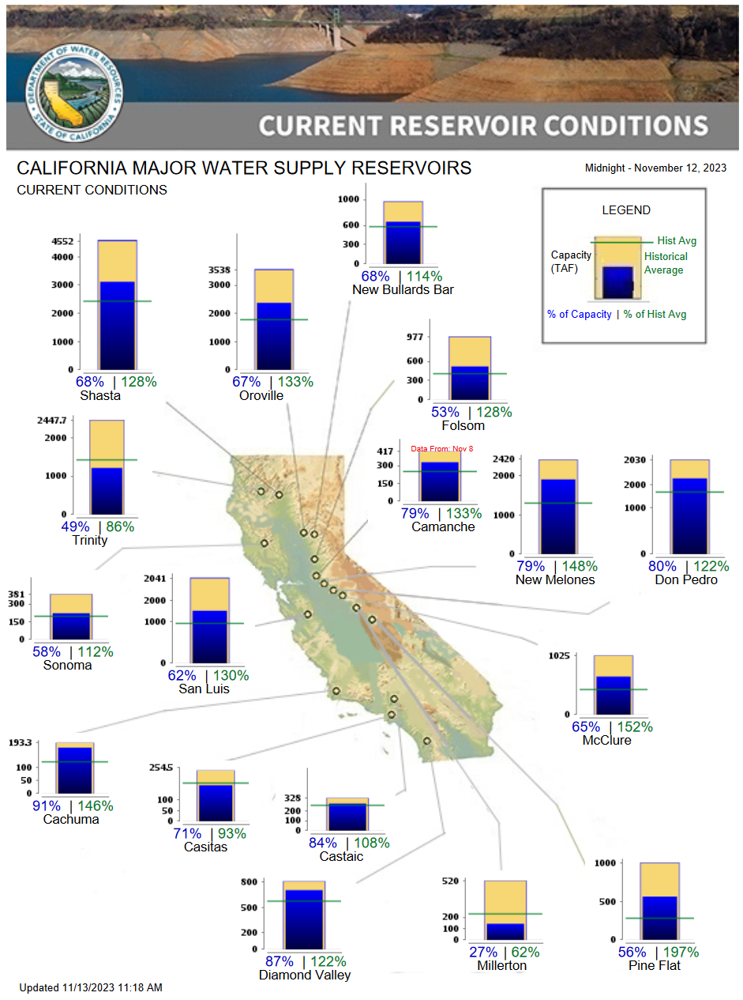 DEPARTMENT OF WATER RESOURCES
STATE OF CALIFORNIA
CURRENT RESERVOIR CONDITIONS
CALIFORNIA MAJOR WATER SUPPLY RESERVOIRS
Midnight - November 12, 2023
CURRENT CONDITIONS
LEGEND
Hist Avg
Capacity
(TAF)
Historical
Average
% of Capacity | % of Hist Avg
1000
600
300
0
68% | 114%
New Bullards Bar
4552
4000
3000
2000
1000
0
68% | 128%
Shasta
3538
3000
2000
1000
0
67% | 133%
Oroville
977
600
300
0
53% | 128%
Folsom
2447.7
2000
1000
0
49% | 86%
Trinity
Data From: Nov 8
417
300
150
0
79% | 133%
Camanche
2420
2000
1000
0
79% | 148%
New Melones
2030
2000
1000
0
80% | 122%
Don Pedro
381
300
150
0
58% | 112%
Sonoma
2041
2000
1000
0
62% | 130%
San Luis
1025
0
65% | 152%
McClure
193.3
100
50
0
91% | 146%
Cachuma
254.5
100
50
0
71% | 93%
Casitas
328
200
100
0
84% | 108%
Castaic
800
500
200
0
87% | 122%
Diamond Valley
520
200
100
0
27% | 62%
Millerton
1000
500
0
56% | 197%
Pine Flat
Updated 11/13/2023 11:18 AM